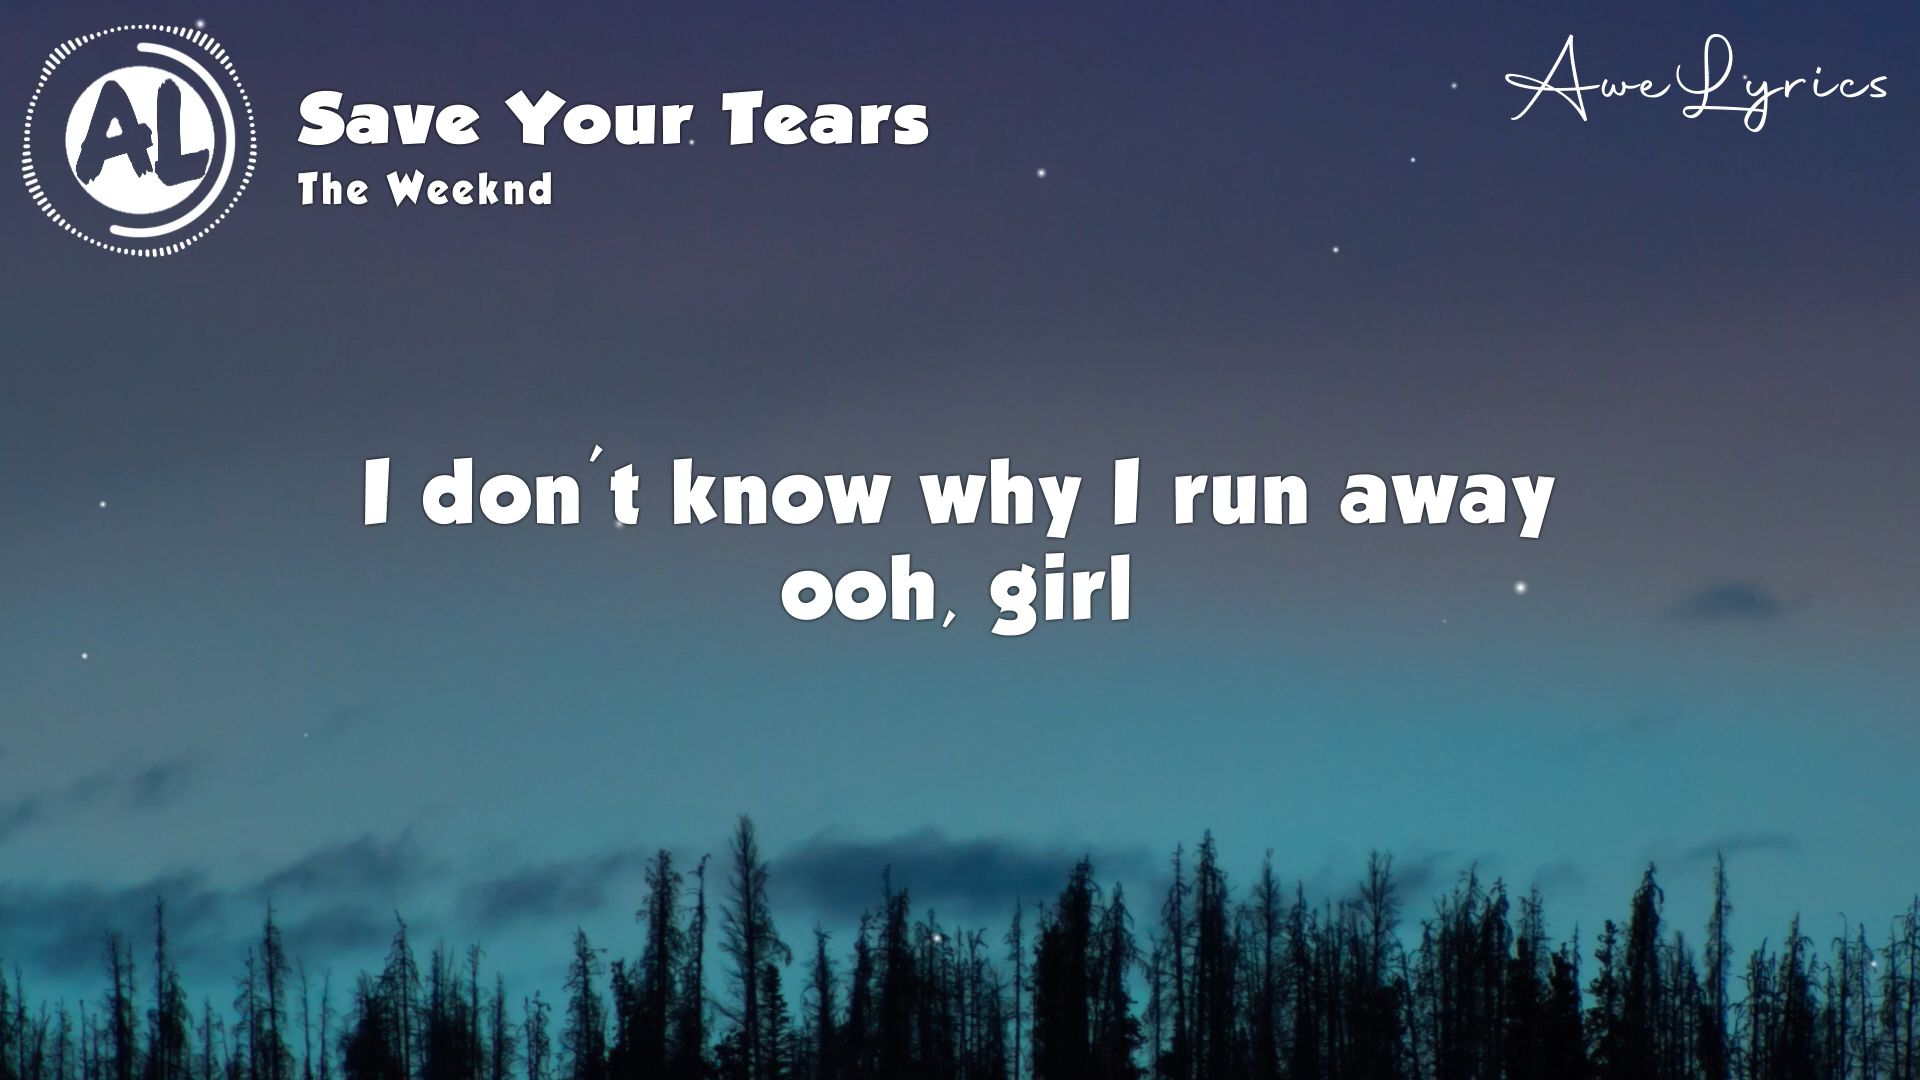 AL
Save Your Tears
The Weeknd
AweLyrics
I don't know why I run away
ooh, girl